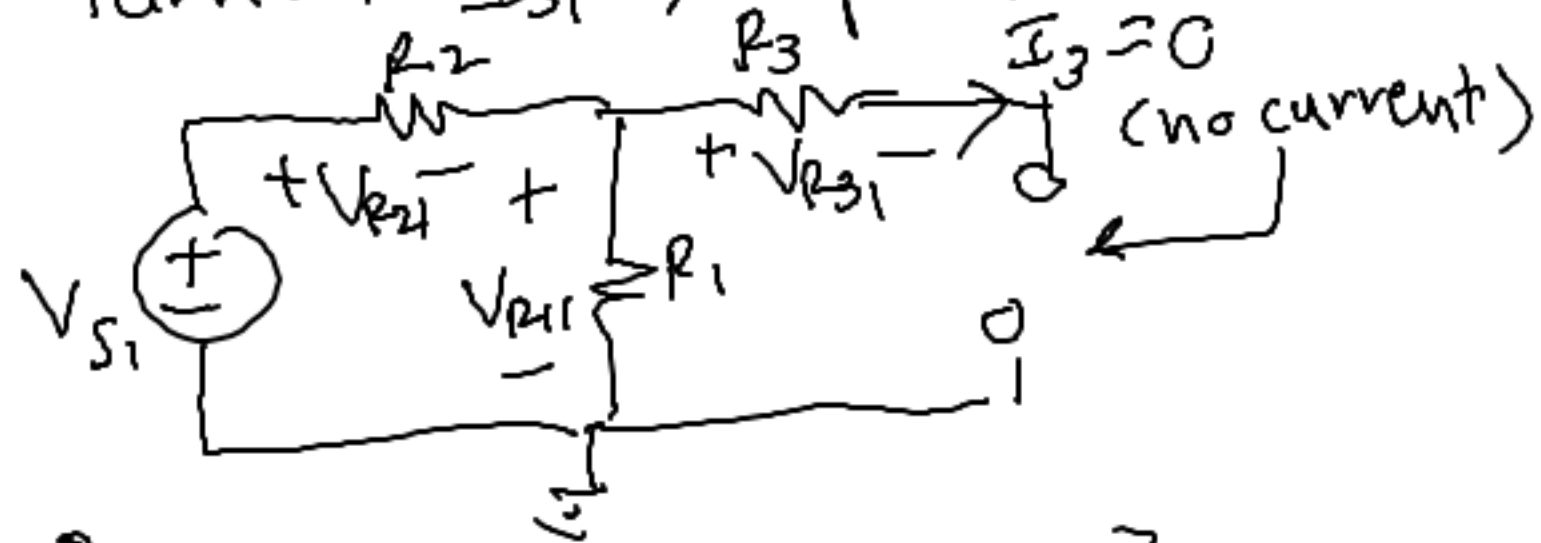 R2
R3
I3 = 0
(no current)
+ VR21 -
+
+ VR31 -
VS1
+
-
VR11
R1
-